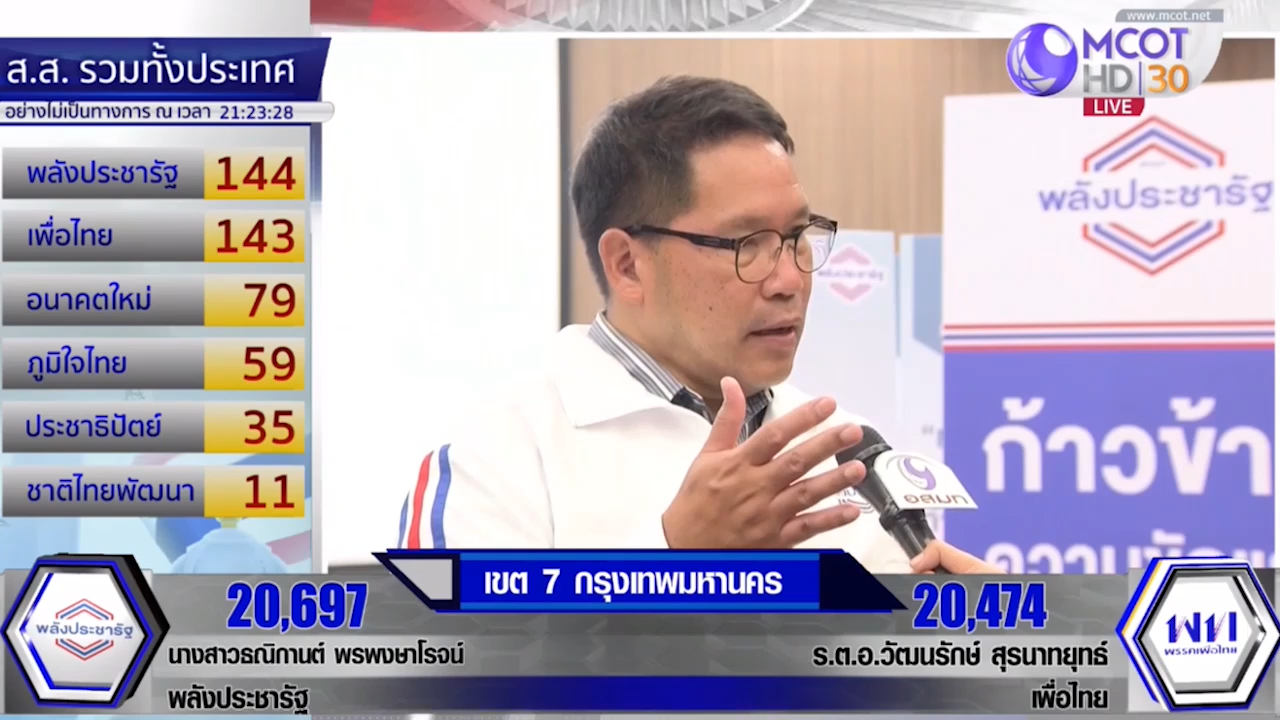 www.mcot.net
MCOT
HD 30
LIVE
ส.ส. รวมทั้งประเทศ
อย่างไม่เป็นทางการ ณ เวลา 21:23:28
พลังประชารัฐ 144
เพื่อไทย 143
อนาคตใหม่ 79
ภูมิใจไทย 59
ประชาธิปัตย์ 35
ชาติไทยพัฒนา 11
พลังประชารัฐ
พลังประชารัฐ
ก้าวข้า
อสมท
เขต 7 กรุงเทพมหานคร
20,697
20,474
พลังประชารัฐ
นางสาวธณิกานต์ พรพงษาโรจน์
พลังประชารัฐ
ร.ต.อ.วัฒนรักษ์ สุรนาทยุทธ์
เพื่อไทย
พท
พรรคเพื่อไทย